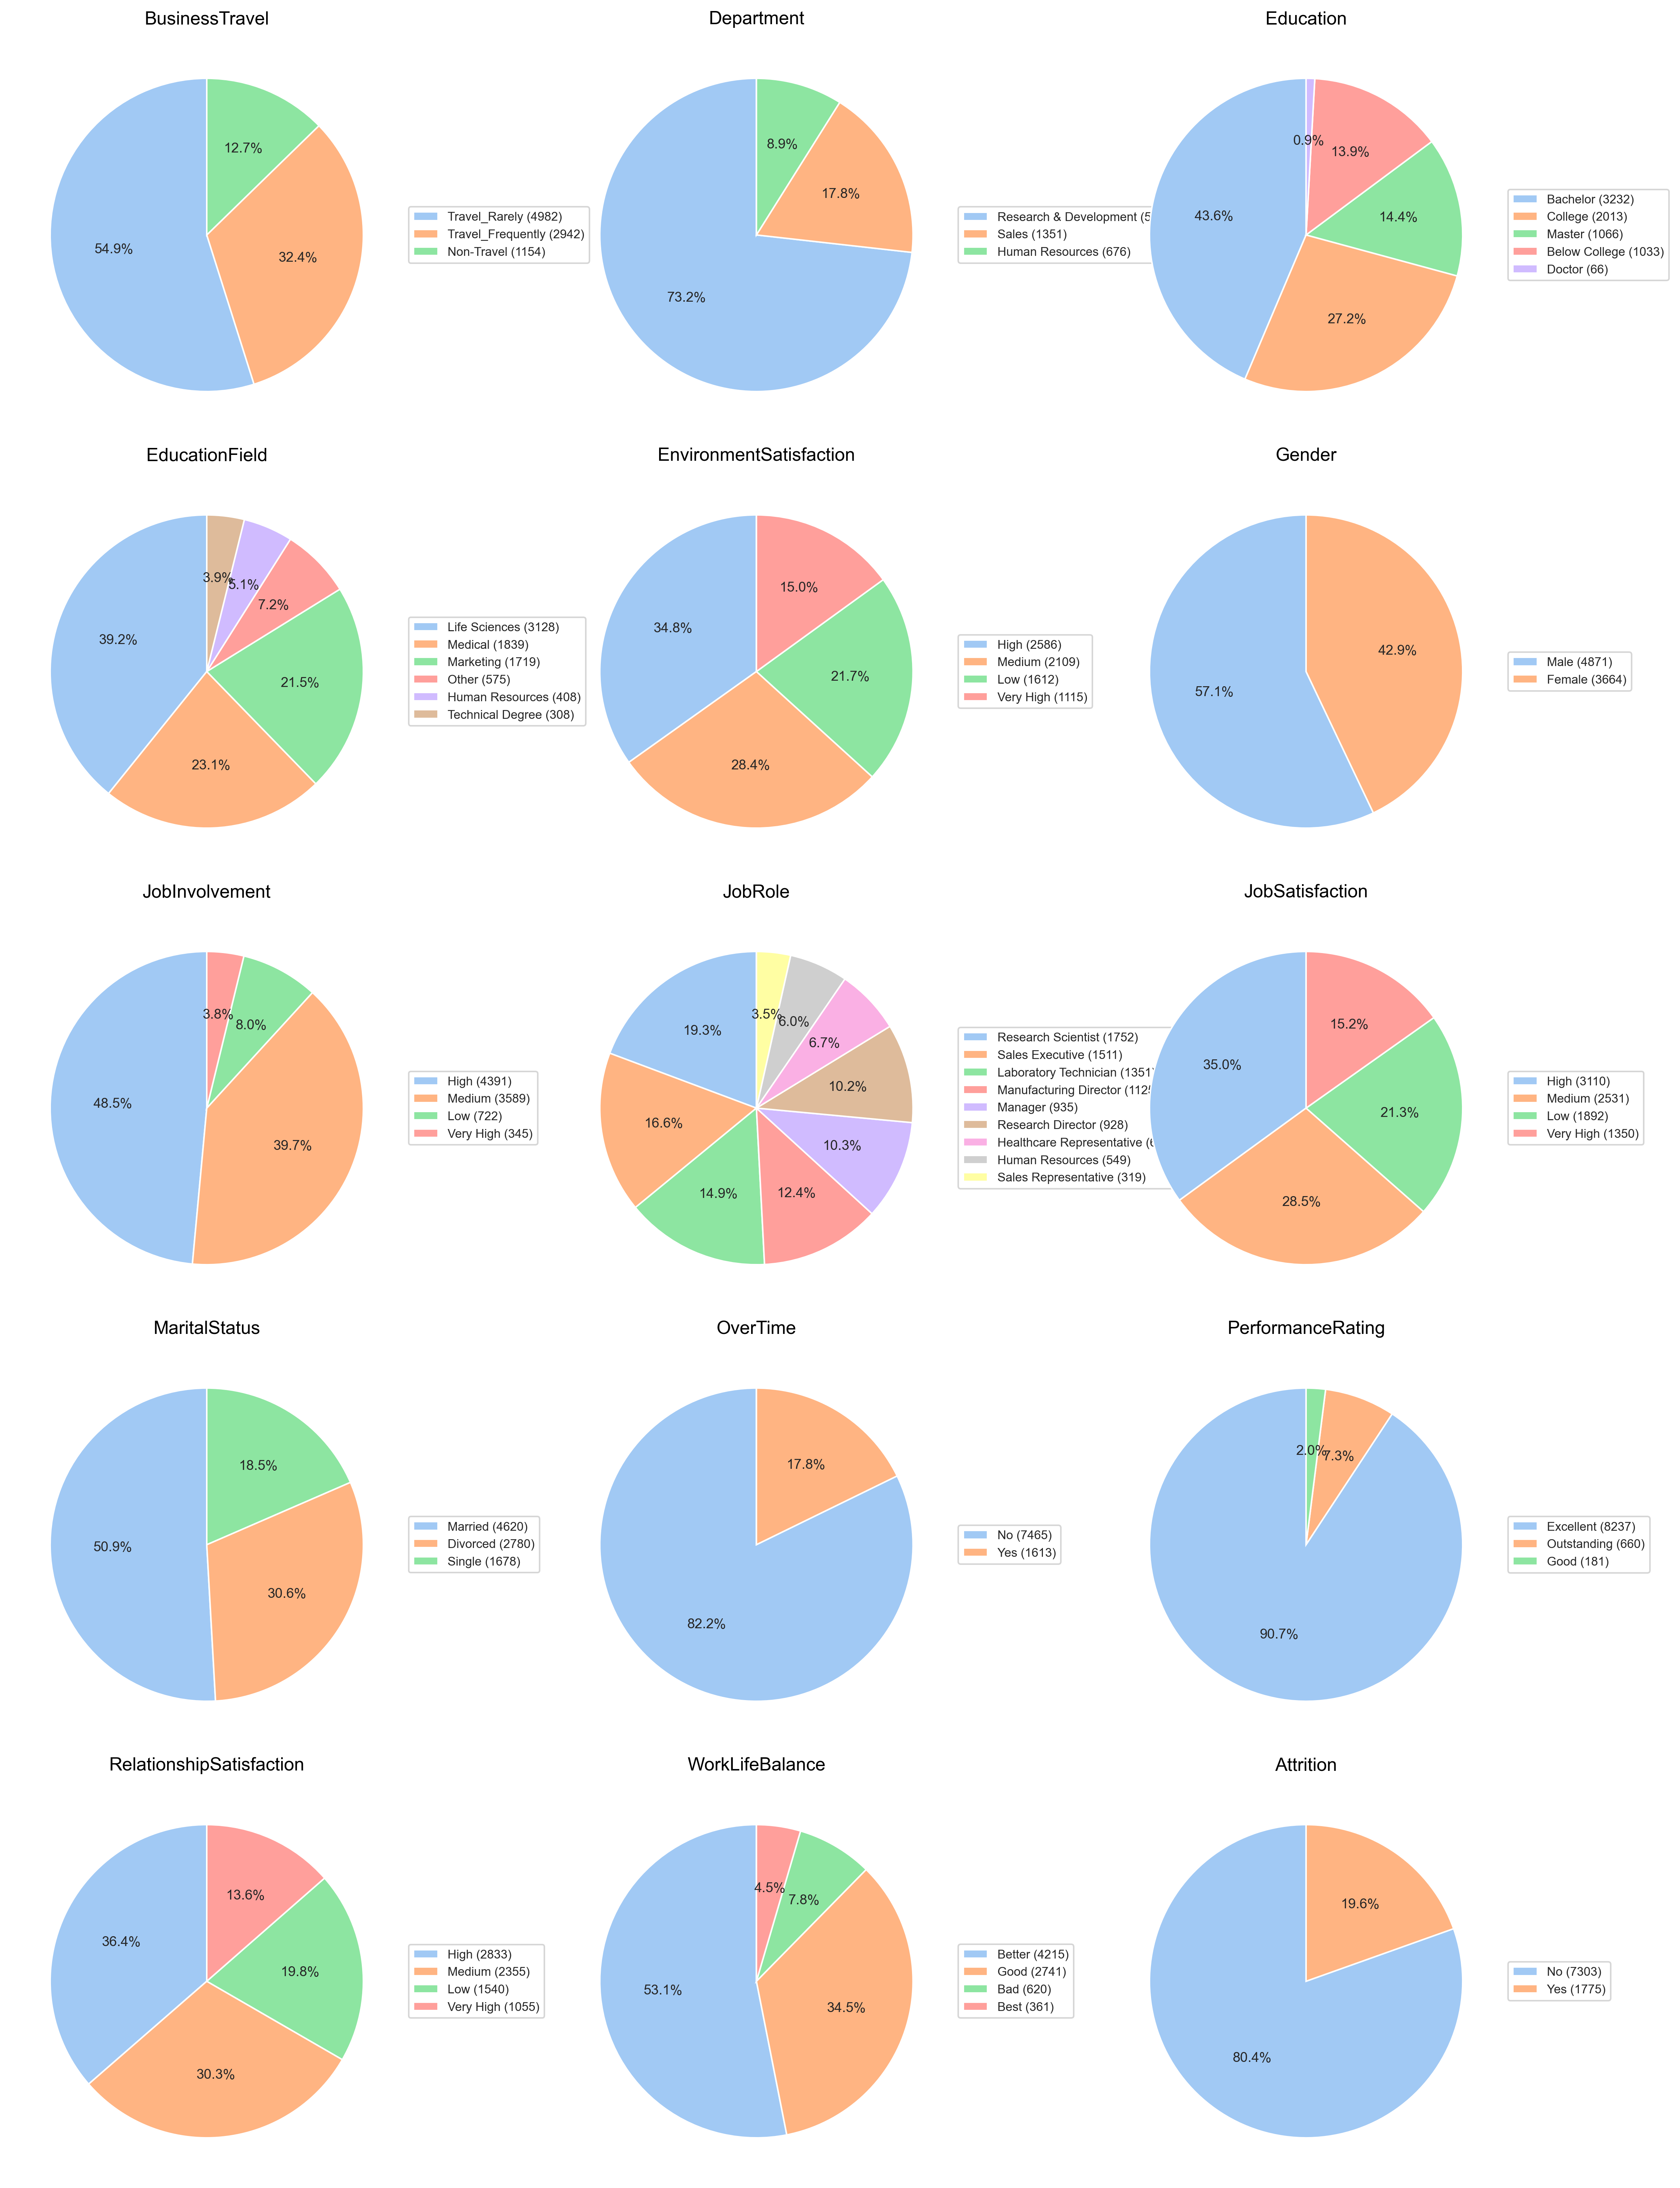 BusinessTravel
12.7%
54.9%
32.4%
Travel_Rarely (4982)
Travel_Frequently (2942)
Non-Travel (1154)
Department
8.9%
17.8%
73.2%
Research & Development (5
Sales (1351)
Human Resources (676)
Education
0.9%
13.9%
43.6%
14.4%
27.2%
Bachelor (3232)
College (2013)
Master (1066)
Below College (1033)
Doctor (66)
EducationField
3.9%
5.1%
7.2%
39.2%
21.5%
23.1%
Life Sciences (3128)
Medical (1839)
Marketing (1719)
Other (575)
Human Resources (408)
Technical Degree (308)
EnvironmentSatisfaction
15.0%
34.8%
21.7%
28.4%
High (2586)
Medium (2109)
Low (1612)
Very High (1115)
Gender
42.9%
57.1%
Male (4871)
Female (3664)
JobInvolvement
3.8%
8.0%
48.5%
39.7%
High (4391)
Medium (3589)
Low (722)
Very High (345)
JobRole
3.5%
6.0%
19.3%
6.7%
10.2%
16.6%
10.3%
14.9%
12.4%
Research Scientist (1752)
Sales Executive (1511)
Laboratory Technician (1351)
Manufacturing Director (1125
Manager (935)
Research Director (928)
Healthcare Representative (6
Human Resources (549)
Sales Representative (319)
JobSatisfaction
15.2%
35.0%
21.3%
28.5%
High (3110)
Medium (2531)
Low (1892)
Very High (1350)
MaritalStatus
18.5%
50.9%
30.6%
Married (4620)
Divorced (2780)
Single (1678)
OverTime
17.8%
82.2%
No (7465)
Yes (1613)
PerformanceRating
2.0%
7.3%
90.7%
Excellent (8237)
Outstanding (660)
Good (181)
RelationshipSatisfaction
13.6%
36.4%
19.8%
30.3%
High (2833)
Medium (2355)
Low (1540)
Very High (1055)
WorkLifeBalance
4.5%
7.8%
53.1%
34.5%
Better (4215)
Good (2741)
Bad (620)
Best (361)
Attrition
19.6%
80.4%
No (7303)
Yes (1775)